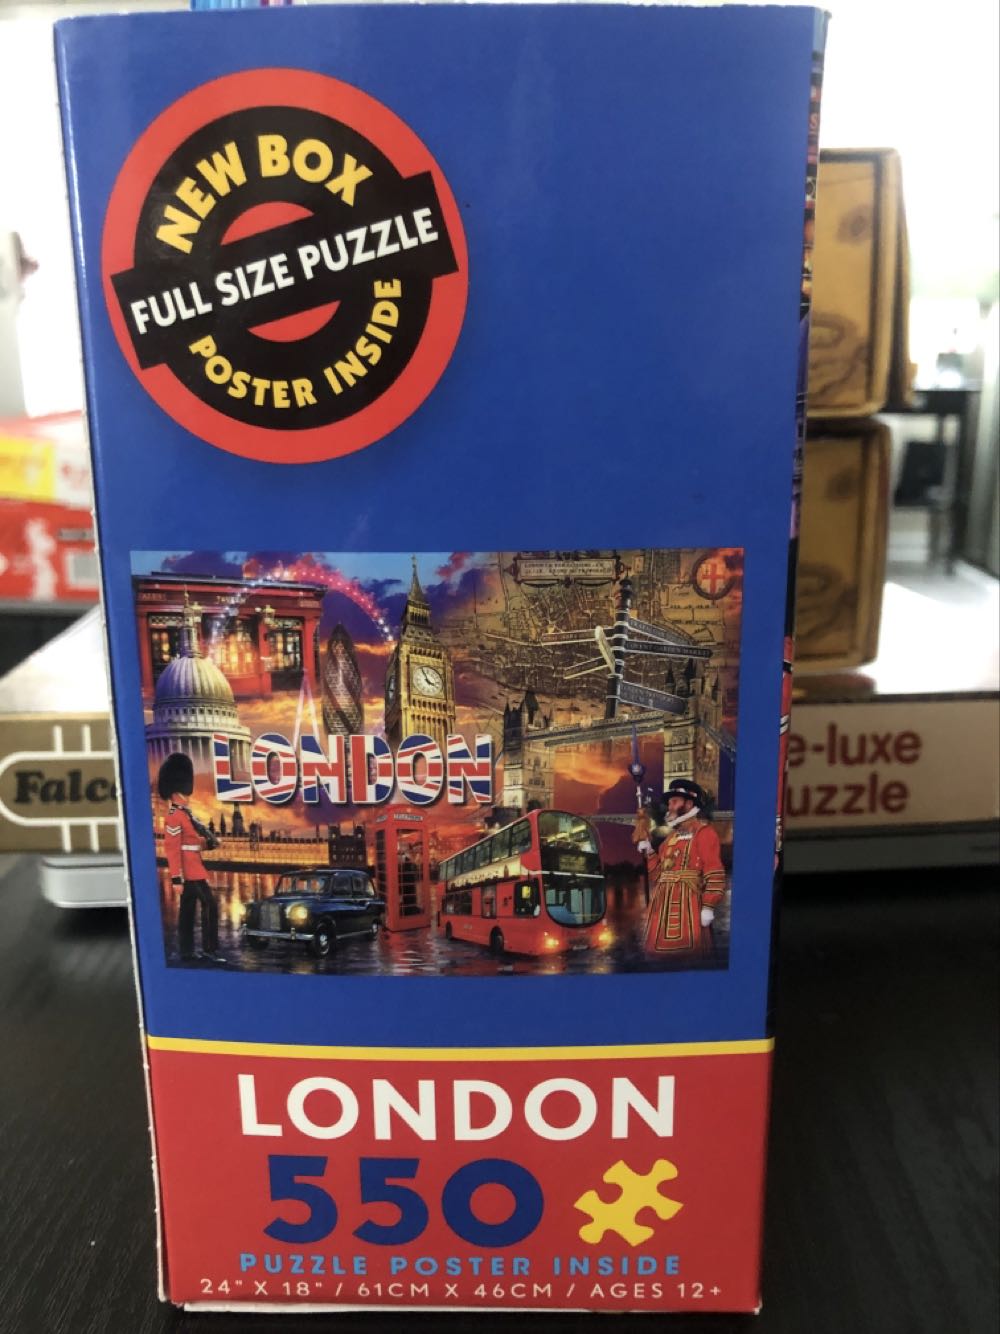 NEW BOX
FULL SIZE PUZZLE
POSTER INSIDE
LONDON
TELEPHONE
Falc
e-luxe
uzzle
LONDON
550
PUZZLE POSTER INSIDE
24" X 18" / 61CM X 46CM / AGES 12+